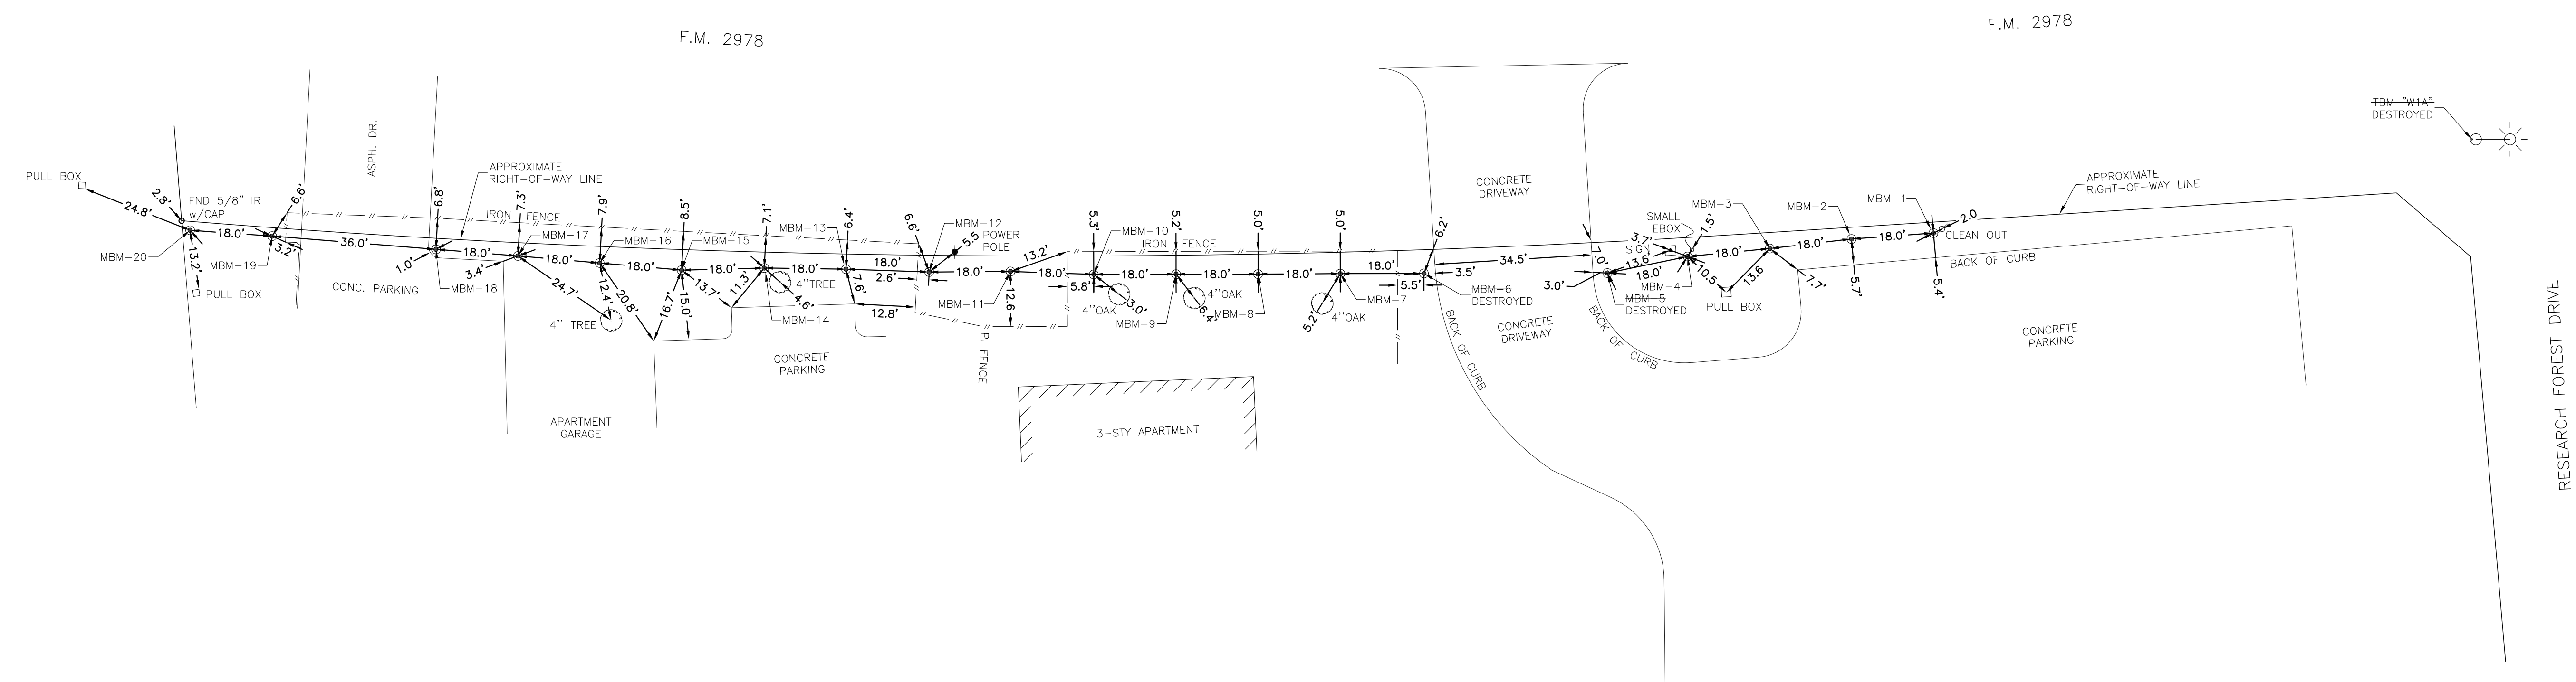 F.M. 2978
F.M. 2978
TBM "W1A"
DESTROYED
PULL BOX
24.8'
2.8'
FND 5/8" IR
w/CAP
ASPH. DR.
APPROXIMATE
RIGHT-OF-WAY LINE
IRON FENCE
MBM-20
18.0'
13.2'
PULL BOX
MBM-19
6.6'
3.2'
36.0'
CONC. PARKING
6.8'
1.0'
MBM-18
18.0'
7.3'
3.4'
MBM-17
24.7'
18.0'
7.9'
MBM-16
12.4'
20.8'
4'' TREE
18.0'
8.5'
MBM-15
16.7'
15.0'
13.7'
18.0'
7.1'
11.3'
4''TREE
4.6'
MBM-14
18.0'
MBM-13
6.4'
7.6'
18.0'
2.6'
12.8'
6.6'
MBM-12
5.5
POWER
POLE
18.0'
MBM-11
12.6
13.2'
PI FENCE
CONCRETE
PARKING
APARTMENT
GARAGE
3-STY APARTMENT
18.0'
5.3'
MBM-10
5.8'
4''OAK
3.0'
IRON FENCE
18.0'
5.2'
MBM-9
4''OAK
6.4'
18.0'
5.0'
MBM-8
18.0'
5.0'
5.2'
4''OAK
MBM-7
18.0'
5.5'
6.2'
3.5'
MBM-6
DESTROYED
34.5'
CONCRETE
DRIVEWAY
CONCRETE
DRIVEWAY
BACK OF CURB
BACK OF CURB
7.0'
3.0'
MBM-5
DESTROYED
SMALL
EBOX
3.7'
SIGN
13.6'
18.0'
1.5'
MBM-4
10.5
13.6
PULL BOX
18.0'
MBM-3
7.7'
18.0'
MBM-2
5.7'
18.0'
MBM-1
2.0
CLEAN OUT
5.4'
BACK OF CURB
APPROXIMATE
RIGHT-OF-WAY LINE
CONCRETE
PARKING
RESEARCH FOREST DRIVE